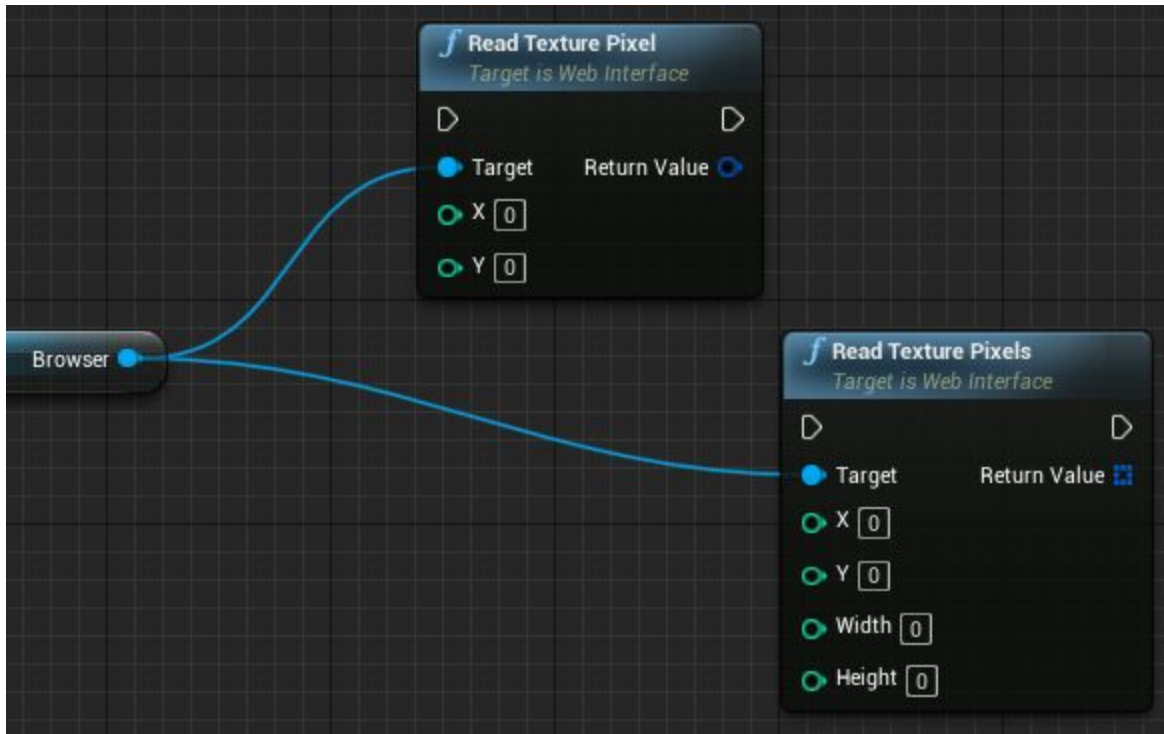 f Read Texture Pixel
Target is Web Interface
Target Return Value
X 0
Y 0
Browser
f Read Texture Pixels
Target is Web Interface
Target Return Value
X 0
Y 0
Width 0
Height 0